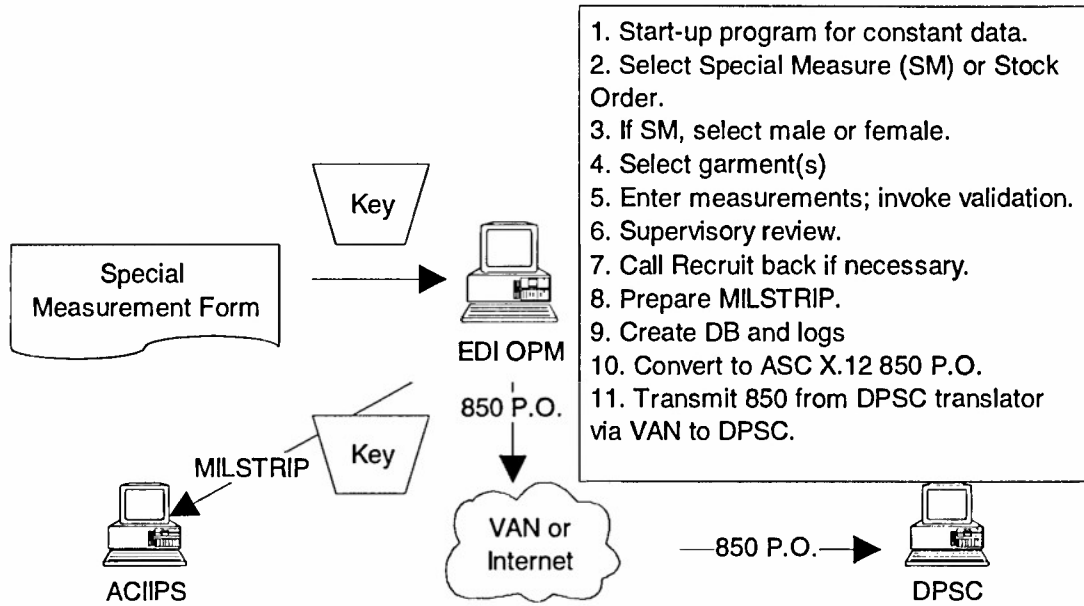 1. Start-up program for constant data.
2. Select Special Measure (SM) or Stock
Order.
3. If SM, select male or female.
4. Select garment(s)
5. Enter measurements; invoke validation.
6. Supervisory review.
7. Call Recruit back if necessary.
8. Prepare MILSTRIP.
9. Create DB and logs
10. Convert to ASC X.12 850 P.O.
11. Transmit 850 from DPSC translator
via VAN to DPSC.
Key
Special
Measurement Form
EDI OPM
850 P.O.
Key
MILSTRIP
VAN or
Internet
850 P.O.
ACIIPS
DPSC